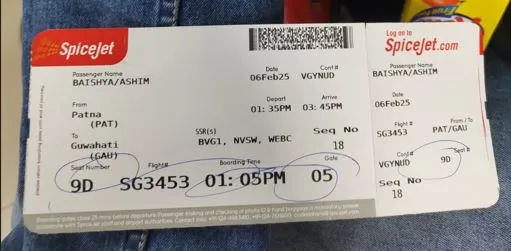 SpiceJet
Passenger Name
BAISHYA/ASHIM
Date
06Feb25
Conf#
VGYNUD
From
Patna
(PAT)
Depart
01:35PM
Arrive
03:45PM
To
Guwahati
(GAU)
SSR(s)
BVG1, NVSW, WEBC
Seq No
18
Seat Number
9D
Flight#
SG3453
Boarding Time
01:05PM
Gate
05
Log on to
SpiceJet.com
BAISHYA/ASHIM
Date
06Feb25
Flight#
SG3453
From / To
PAT/GAU
Conf#
VGYNUD
Seat #
9D
Seq No
18